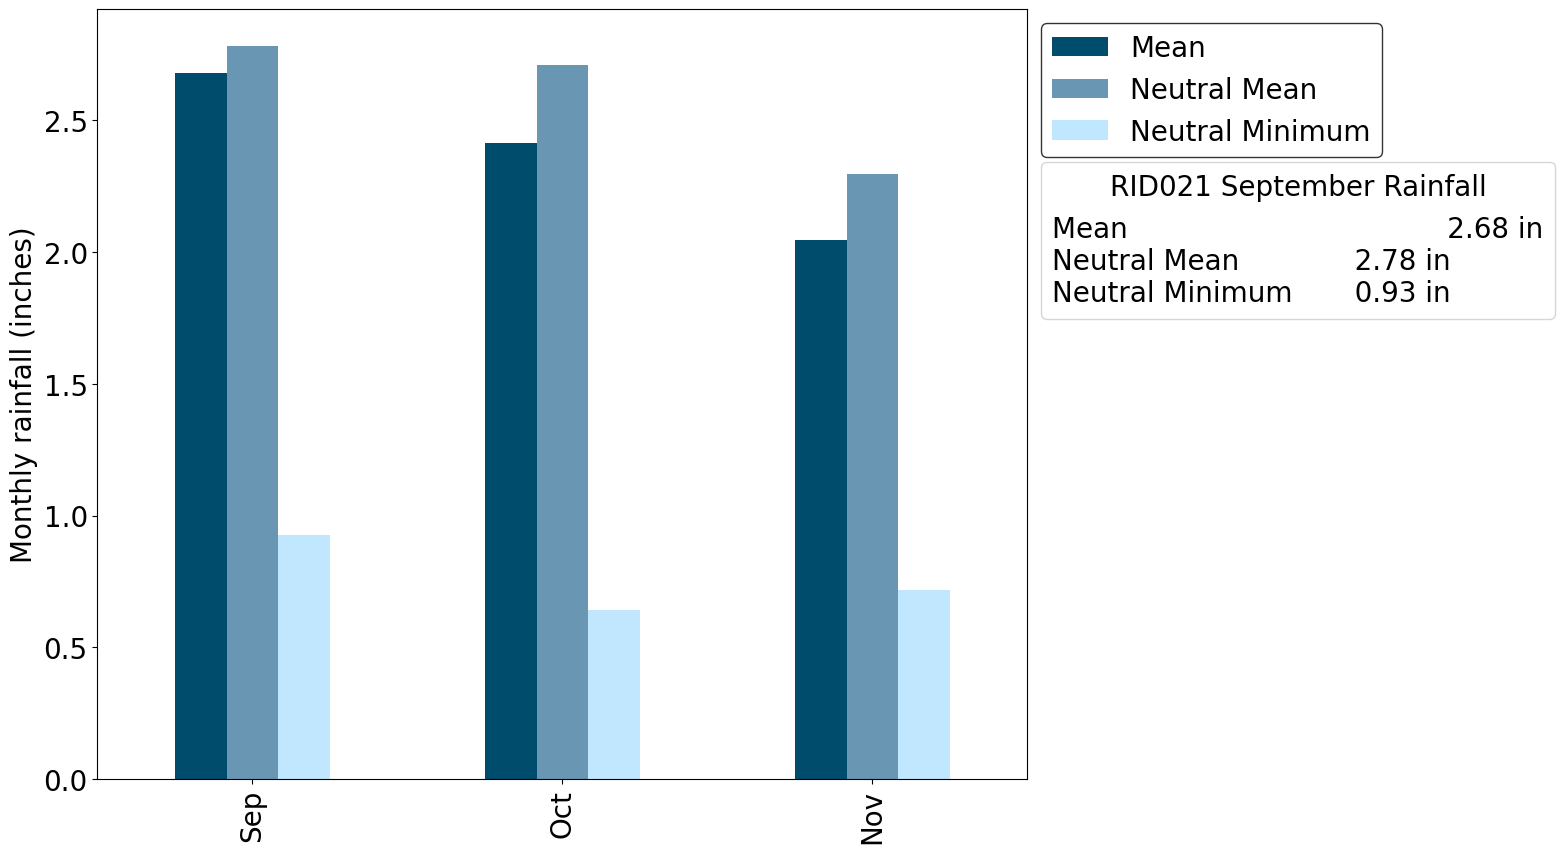 Monthly rainfall (inches)
2.5
2.0
1.5
1.0
0.5
0.0
Sep
Oct
Nov
Mean
Neutral Mean
Neutral Minimum
RID021 September Rainfall
Mean 2.68 in
Neutral Mean 2.78 in
Neutral Minimum 0.93 in